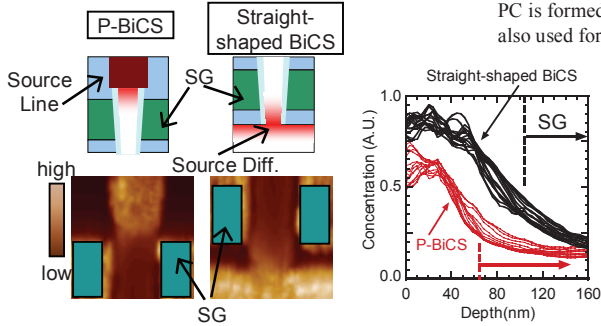 PC is formed
also used for
P-BiCS
Straight-
shaped BiCS
Source
Line
SG
Source Diff.
high
low
SG
Straight-shaped BiCS
SG
P-BiCS
Concentration (A.U.)
1.0
0.5
0.0
0 40 80 120 160
Depth(nm)